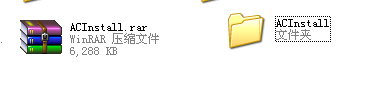 ACInstall.rar
WinRAR 压缩文件
6,288 KB
ACInstall
文件夹